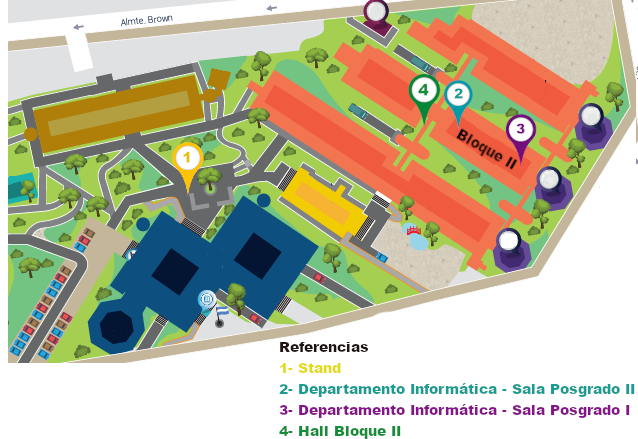 Almte. Brown
4
2
3
Bloque II
1
Referencias
1- Stand
2- Departamento Informática - Sala Posgrado II
3- Departamento Informática - Sala Posgrado I
4- Hall Bloque II